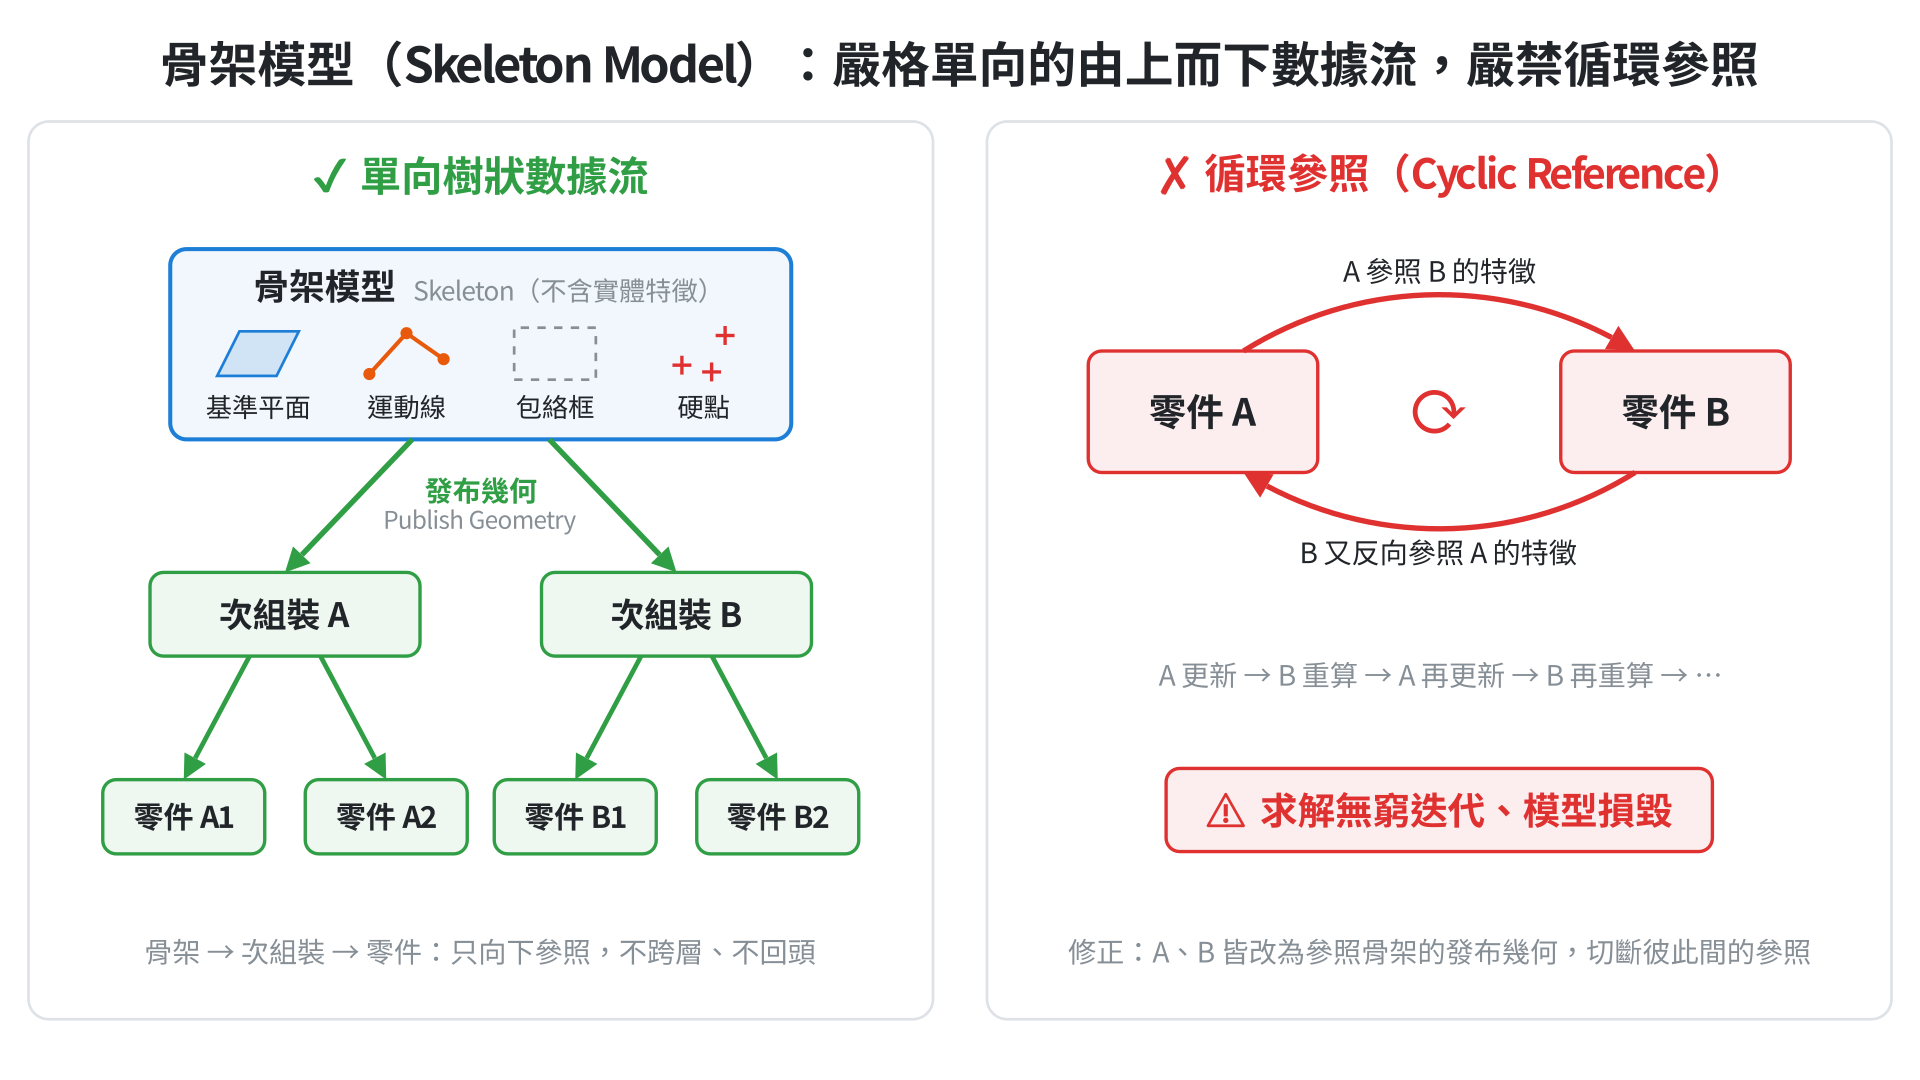 骨架模型（Skeleton Model）：嚴格單向的由上而下數據流，嚴禁循環參照
✓ 單向樹狀數據流
骨架模型 Skeleton（不含實體特徵）
基準平面 運動線 包絡框 硬點
發布幾何
Publish Geometry
次組裝 A 次組裝 B
零件 A1 零件 A2 零件 B1 零件 B2
骨架 → 次組裝 → 零件：只向下參照，不跨層、不回頭
✗ 循環參照（Cyclic Reference）
A 參照 B 的特徵
零件 A ⟳ 零件 B
B 又反向參照 A 的特徵
A 更新 → B 重算 → A 再更新 → B 再重算 → ⋯
⚠ 求解無窮迭代、模型損毀
修正：A、B 皆改為參照骨架的發布幾何，切斷彼此間的參照